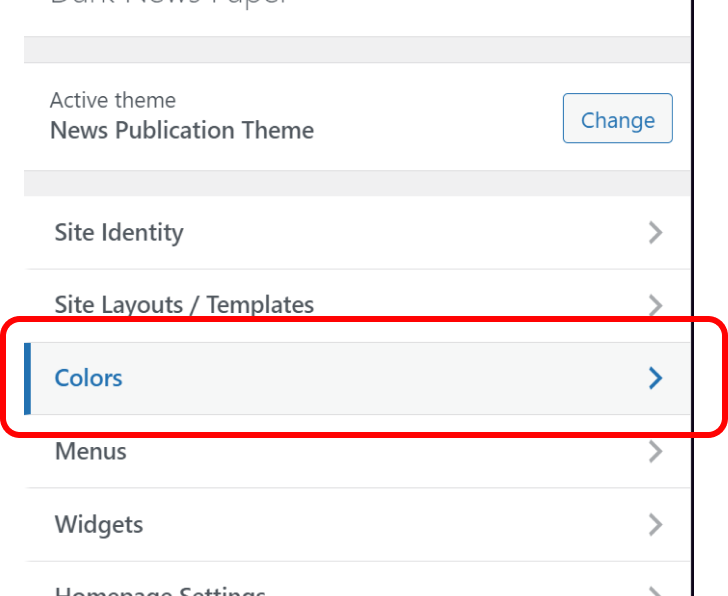 Dark News Paper
Active theme
News Publication Theme
Change
Site Identity
Site Layouts / Templates
Colors
Menus
Widgets
Homepage Settings